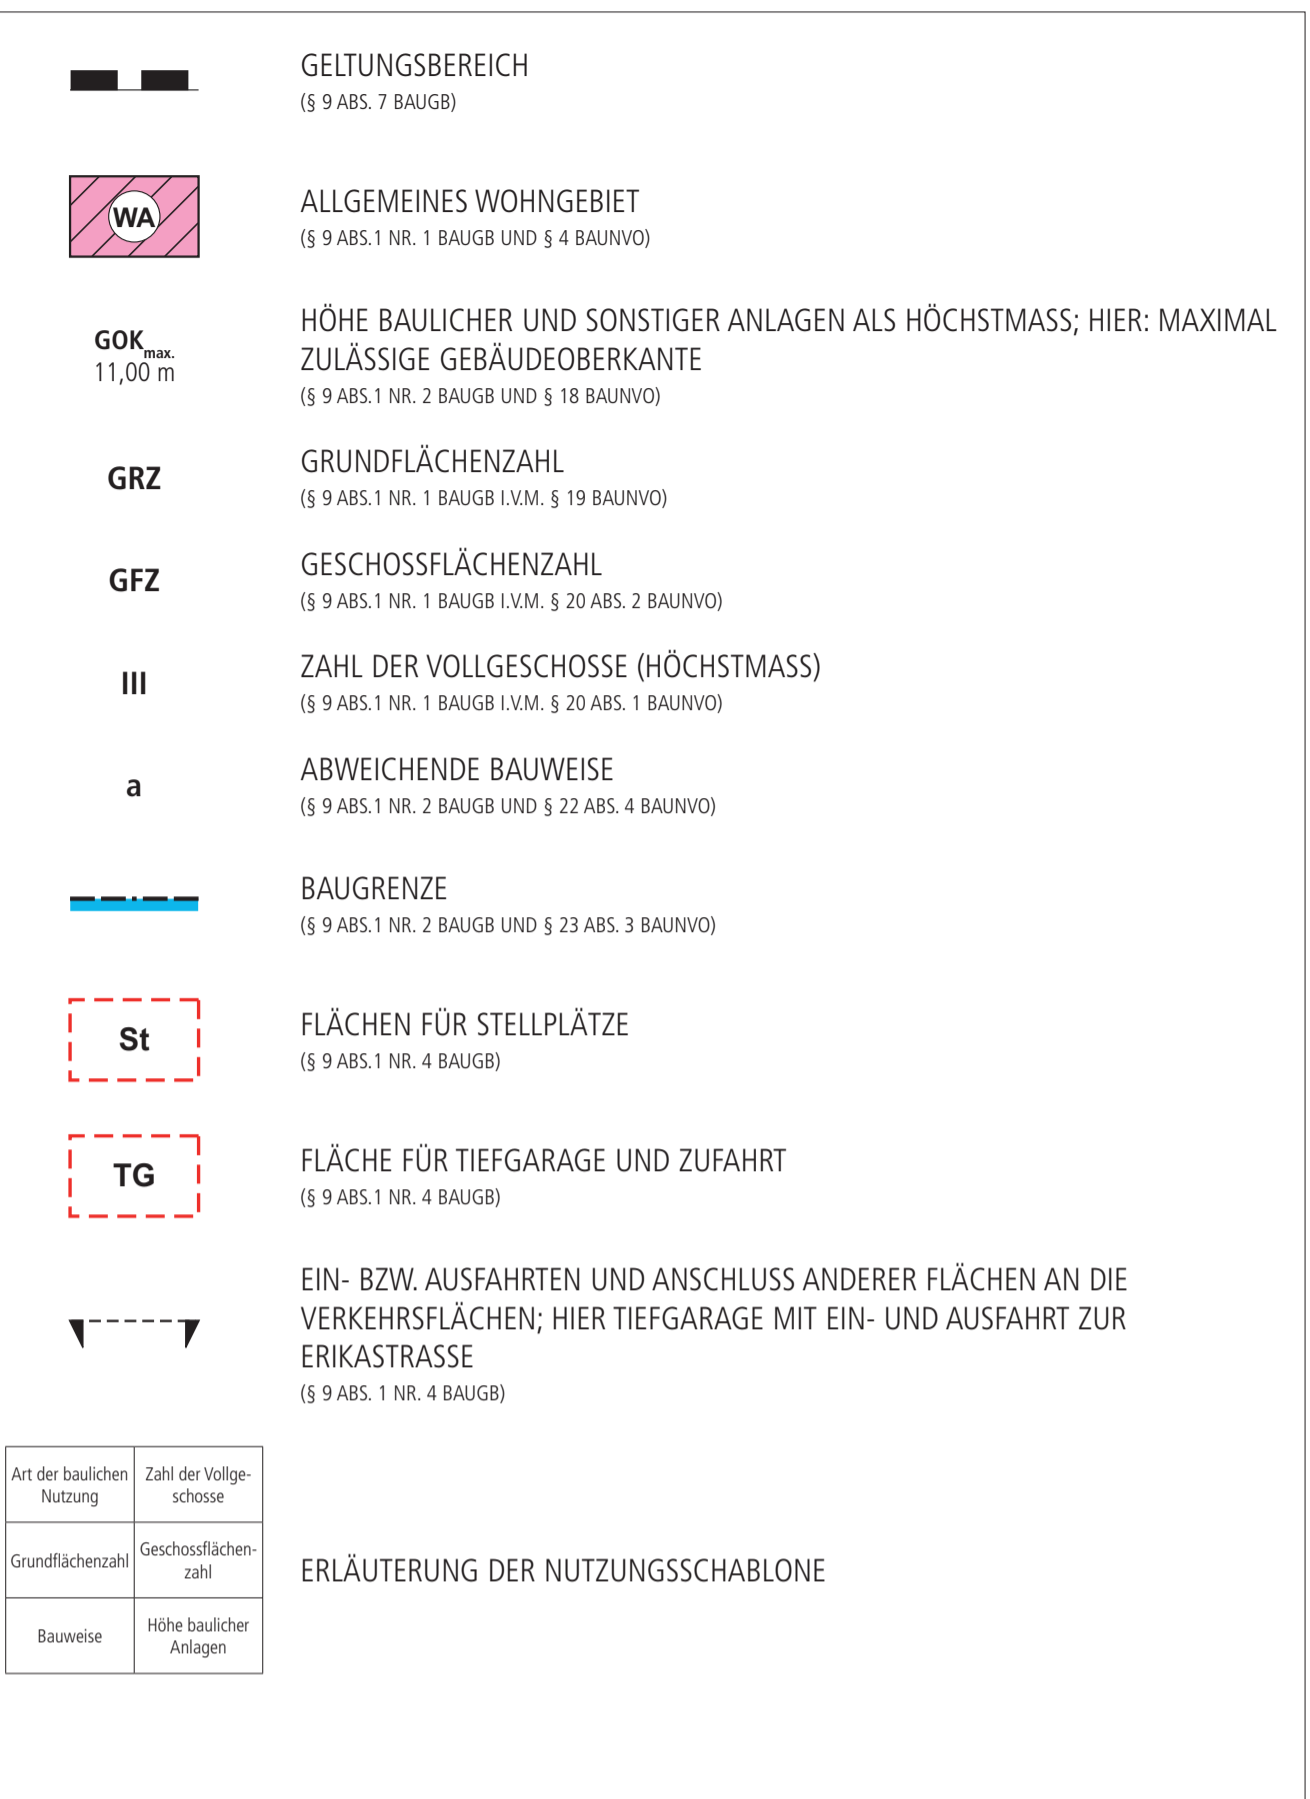 GELTUNGSBEREICH
(§ 9 ABS. 7 BAUGB)
WA
ALLGEMEINES WOHNGEBIET
(§ 9 ABS.1 NR. 1 BAUGB UND § 4 BAUNVO)
GOK max.
11,00 m
HÖHE BAULICHER UND SONSTIGER ANLAGEN ALS HÖCHSTMASS; HIER: MAXIMAL
ZULÄSSIGE GEBÄUDEOBERKANTE
(§ 9 ABS.1 NR. 2 BAUGB UND § 18 BAUNVO)
GRZ
GRUNDFLÄCHENZAHL
(§ 9 ABS.1 NR. 1 BAUGB I.V.M. § 19 BAUNVO)
GFZ
GESCHOSSFLÄCHENZAHL
(§ 9 ABS.1 NR. 1 BAUGB I.V.M. § 20 ABS. 2 BAUNVO)
III
ZAHL DER VOLLGESCHOSSE (HÖCHSTMASS)
(§ 9 ABS.1 NR. 1 BAUGB I.V.M. § 20 ABS. 1 BAUNVO)
a
ABWEICHENDE BAUWEISE
(§ 9 ABS.1 NR. 2 BAUGB UND § 22 ABS. 4 BAUNVO)
BAUGRENZE
(§ 9 ABS.1 NR. 2 BAUGB UND § 23 ABS. 3 BAUNVO)
St
FLÄCHEN FÜR STELLPLÄTZE
(§ 9 ABS.1 NR. 4 BAUGB)
TG
FLÄCHE FÜR TIEFGARAGE UND ZUFAHRT
(§ 9 ABS.1 NR. 4 BAUGB)
EIN- BZW. AUSFAHRTEN UND ANSCHLUSS ANDERER FLÄCHEN AN DIE
VERKEHRSFLÄCHEN; HIER TIEFGARAGE MIT EIN- UND AUSFAHRT ZUR
ERIKASTRASSE
(§ 9 ABS. 1 NR. 4 BAUGB)
Art der baulichen
Nutzung
Zahl der Vollge-
schosse
Grundflächenzahl
Geschossflächen-
zahl
Bauweise
Höhe baulicher
Anlagen
ERLÄUTERUNG DER NUTZUNGSSCHABLONE